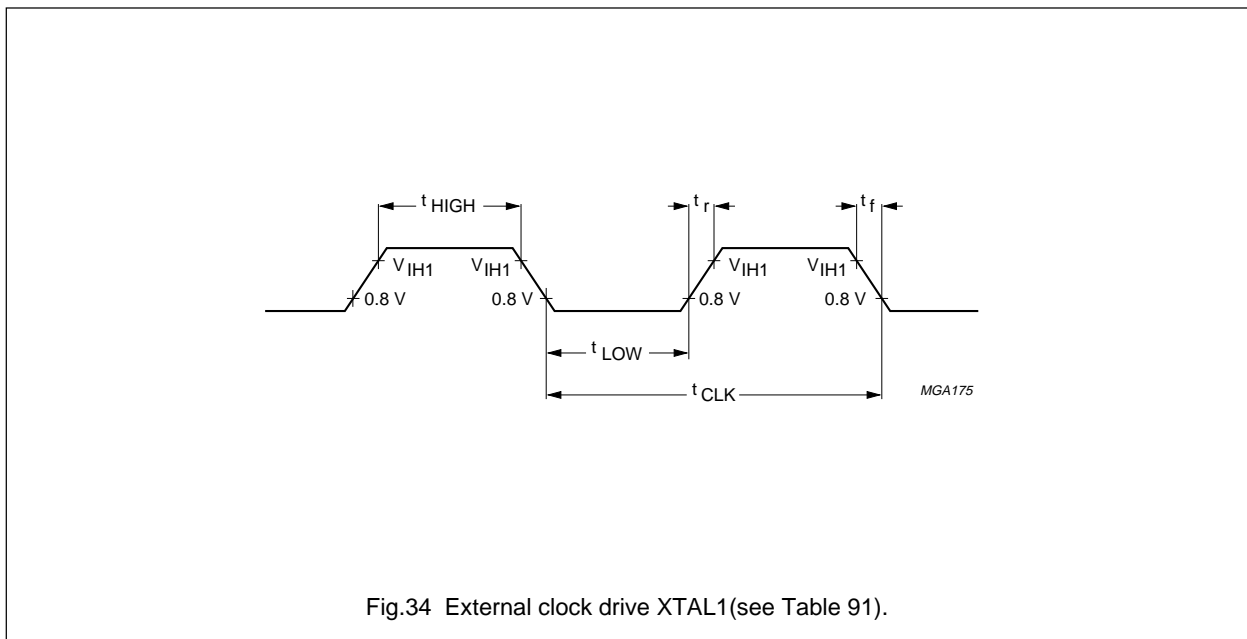 t HIGH
t r
t f
V IH1
V IH1
V IH1
V IH1
0.8 V
0.8 V
0.8 V
0.8 V
t LOW
t CLK
MGA175
Fig.34 External clock drive XTAL1(see Table 91).